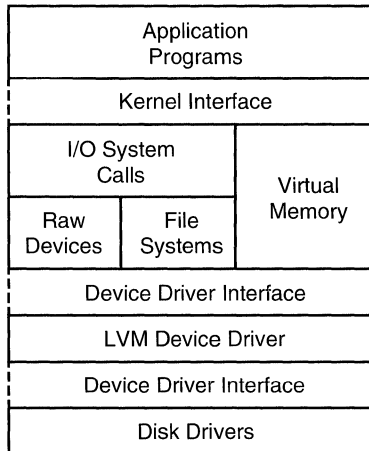 Application
Programs
Kernel Interface
I/O System
Calls
Virtual
Memory
Raw
Devices
File
Systems
Device Driver Interface
LVM Device Driver
Device Driver Interface
Disk Drivers